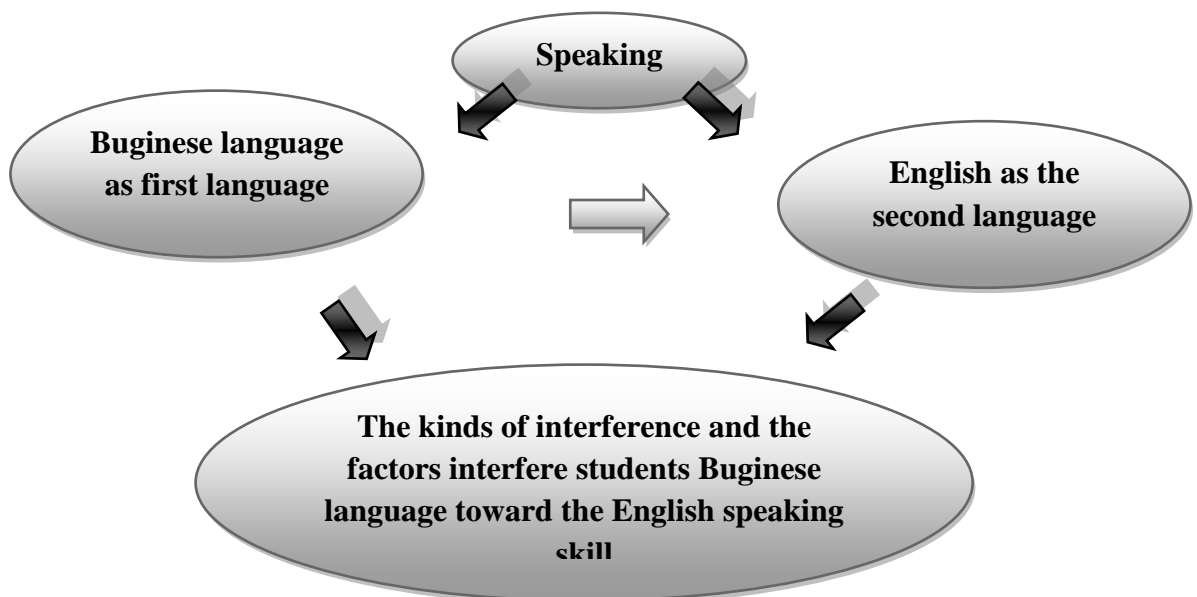 Speaking
Buginese language
as first language
English as the
second language
The kinds of interference and the
factors interfere students Buginese
language toward the English speaking
skill